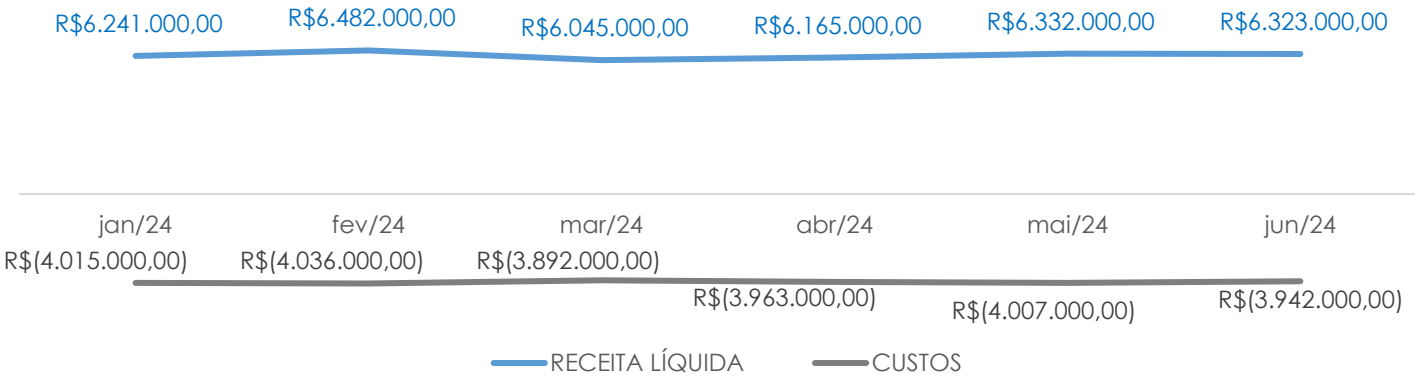 R$6.241.000,00 R$6.482.000,00 R$6.045.000,00 R$6.165.000,00 R$6.332.000,00 R$6.323.000,00
jan/24 fev/24 mar/24 abr/24 mai/24 jun/24
R$(4.015.000,00) R$(4.036.000,00) R$(3.892.000,00) R$(3.963.000,00) R$(4.007.000,00) R$(3.942.000,00)
RECEITA LÍQUIDA CUSTOS